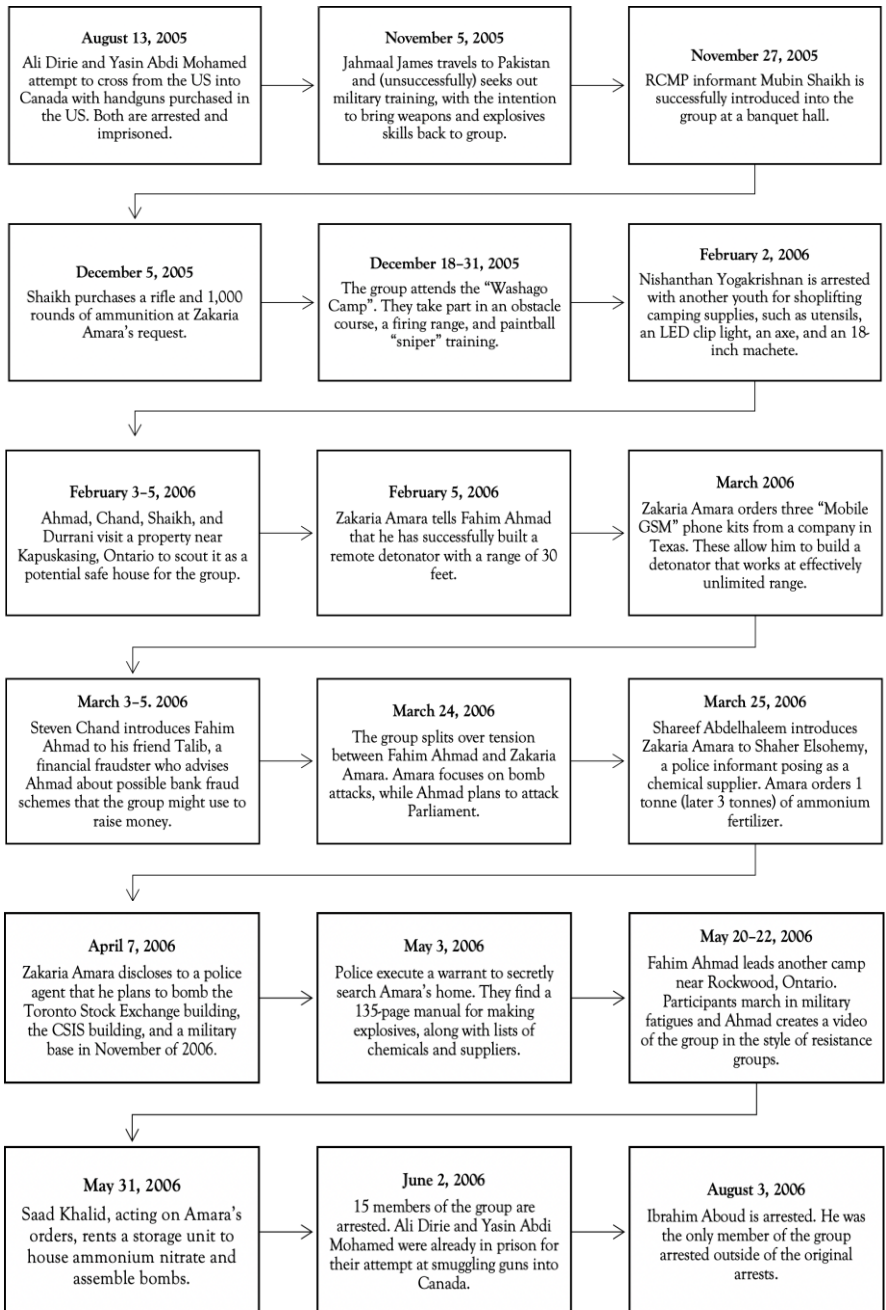 August 13, 2005
Ali Dirie and Yasin Abdi Mohamed
attempt to cross from the US into
Canada with handguns purchased in
the US. Both are arrested and
imprisoned.
November 5, 2005
Jahmaal James travels to Pakistan
and (unsuccessfully) seeks out
military training, with the intention
to bring weapons and explosives
skills back to group.
November 27, 2005
RCMP informant Mubin Shaikh is
successfully introduced into the
group at a banquet hall.
December 5, 2005
Shaikh purchases a rifle and 1,000
rounds of ammunition at Zakaria
Amara's request.
December 18–31, 2005
The group attends the “Washago
Camp”. They take part in an obstacle
course, a firing range, and paintball
“sniper” training.
February 2, 2006
Nishanthan Yogakrishnan is arrested
with another youth for shoplifting
camping supplies, such as utensils,
an LED clip light, an axe, and an 18-
inch machete.
February 3–5, 2006
Ahmad, Chand, Shaikh, and
Durrani visit a property near
Kapuskasing, Ontario to scout it as a
potential safe house for the group.
February 5, 2006
Zakaria Amara tells Fahim Ahmad
that he has successfully built a
remote detonator with a range of 30
feet.
March 2006
Zakaria Amara orders three “Mobile
GSM” phone kits from a company in
Texas. These allow him to build a
detonator that works at effectively
unlimited range.
March 3–5. 2006
Steven Chand introduces Fahim
Ahmad to his friend Talib, a
financial fraudster who advises
Ahmad about possible bank fraud
schemes that the group might use to
raise money.
March 24, 2006
The group splits over tension
between Fahim Ahmad and Zakaria
Amara. Amara focuses on bomb
attacks, while Ahmad plans to attack
Parliament.
March 25, 2006
Shareef Abdelhaleem introduces
Zakaria Amara to Shaher Elsohemy,
a police informant posing as a
chemical supplier. Amara orders 1
tonne (later 3 tonnes) of ammonium
fertilizer.
April 7, 2006
Zakaria Amara discloses to a police
agent that he plans to bomb the
Toronto Stock Exchange building,
the CSIS building, and a military
base in November of 2006.
May 3, 2006
Police execute a warrant to secretly
search Amara's home. They find a
135-page manual for making
explosives, along with lists of
chemicals and suppliers.
May 20–22, 2006
Fahim Ahmad leads another camp
near Rockwood, Ontario.
Participants march in military
fatigues and Ahmad creates a video
of the group in the style of resistance
groups.
May 31, 2006
Saad Khalid, acting on Amara's
orders, rents a storage unit to
house ammonium nitrate and
assemble bombs.
June 2, 2006
15 members of the group are
arrested. Ali Dirie and Yasin Abdi
Mohamed were already in prison for
their attempt at smuggling guns into
Canada.
August 3, 2006
Ibrahim Aboud is arrested. He was
the only member of the group
arrested outside of the original
arrests.